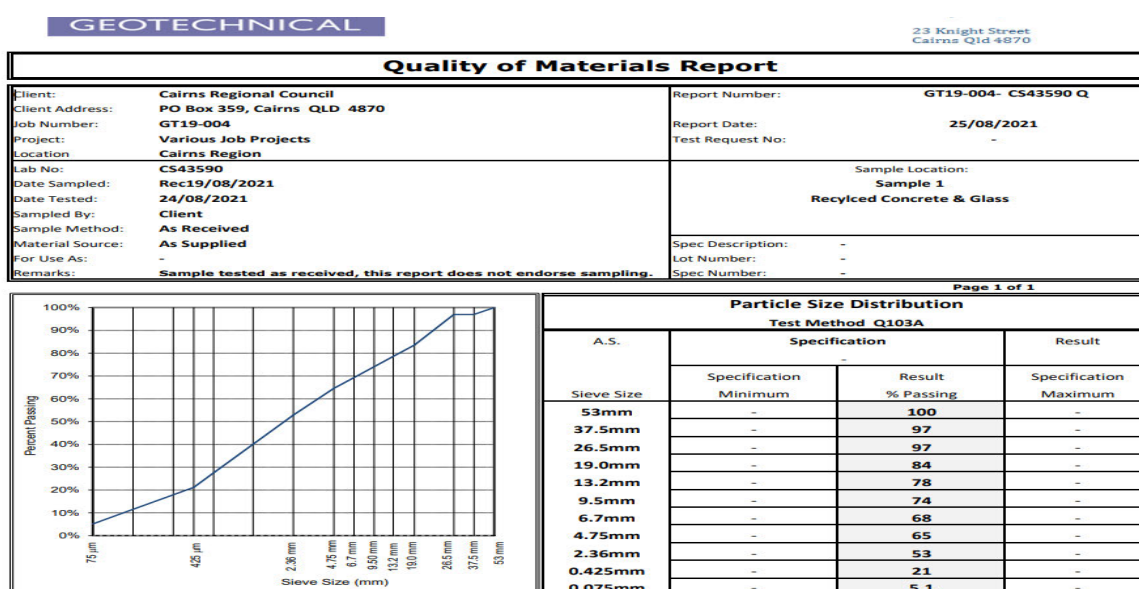 GEOTECHNICAL
23 Knight Street
Cairns Qld 4870
Quality of Materials Report
Client: Cairns Regional Council
Client Address: PO Box 359, Cairns QLD 4870
Job Number: GT19-004
Project: Various Job Projects
Location Cairns Region
Report Number: GT19-004- CS43590 Q
Report Date: 25/08/2021
Test Request No: -
Lab No: CS43590
Date Sampled: Rec19/08/2021
Date Tested: 24/08/2021
Sampled By: Client
Sample Method: As Received
Material Source: As Supplied
For Use As: -
Remarks: Sample tested as received, this report does not endorse sampling.
Sample Location:
Sample 1
Recylced Concrete & Glass
Spec Description: -
Lot Number: -
Spec Number: -
Page 1 of 1
100%
90%
80%
70%
60%
50%
40%
30%
20%
10%
0%
Percent Passing
75 µm
425 µm
2.36 mm
4.75 mm
6.7 mm
9.50 mm
13.2 mm
19.0 mm
26.5 mm
37.5 mm
53 mm
Sieve Size (mm)
Particle Size Distribution
Test Method Q103A
A.S. Specification Result
-
Specification Result Specification
Sieve Size Minimum % Passing Maximum
53mm - 100 -
37.5mm - 97 -
26.5mm - 97 -
19.0mm - 84 -
13.2mm - 78 -
9.5mm - 74 -
6.7mm - 68 -
4.75mm - 65 -
2.36mm - 53 -
0.425mm - 21 -
0.075mm - 5.1 -